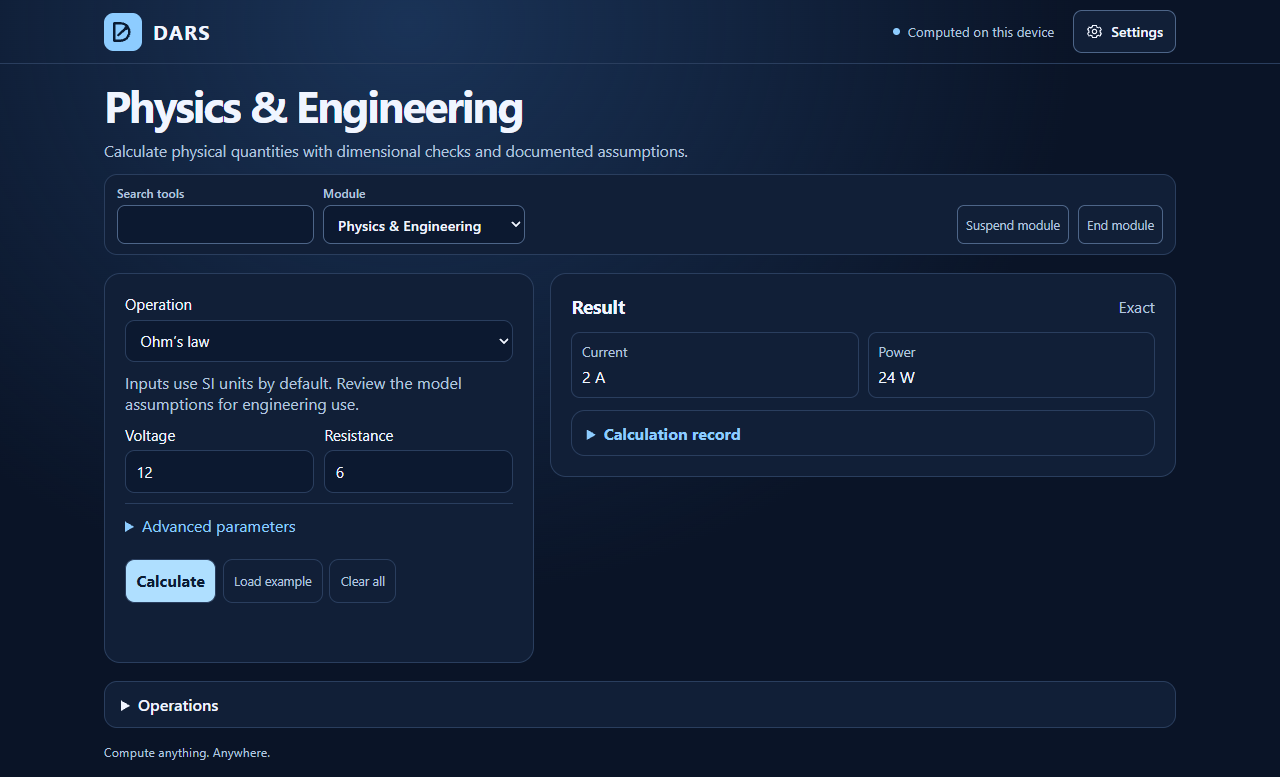 DARS
Computed on this device
Settings
Physics & Engineering
Calculate physical quantities with dimensional checks and documented assumptions.
Search tools
Module
Physics & Engineering
Suspend module
End module
Operation
Ohm's law
Inputs use SI units by default. Review the model
assumptions for engineering use.
Voltage
Resistance
12
6
Advanced parameters
Calculate
Load example
Clear all
Result
Exact
Current
2 A
Power
24 W
Calculation record
Operations
Compute anything. Anywhere.